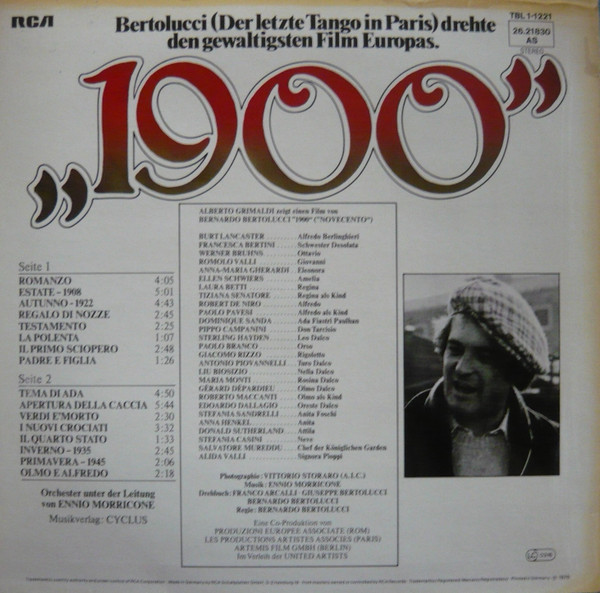 RCA
Bertolucci (Der letzte Tango in Paris) drehte
den gewaltigsten Film Europas.
TBL 1-1221
26.21830
AS
STEREO
„1900”
ALBERTO GRIMALDI zeigt einen Film von
BERNARDO BERTOLUCCI "1900" ("NOVECENTO")
BURT LANCASTER ........ Alfredo Berlinghieri
FRANCESCA BERTINI ..... Schwester Desolata
WERNER BRUHNS ........ Ottavio
ROMOLO VALLI ........ Giovanni
ANNA-MARIA GHERARDI .. Eleonora
ELLEN SCHWIERS ....... Amelia
LAURA BETTI .......... Regina
TIZIANA SENATORE ..... Regina als Kind
ROBERT DE NIRO ....... Alfredo
PAOLO PAVESI ......... Alfredo als Kind
DOMINIQUE SANDA ...... Ada Fiastri Paulhan
PIPPO CAMPANINI ...... Don Tarcisio
STERLING HAYDEN ...... Leo Dalco
PAOLO BRANCO ......... Orso
GIACOMO RIZZO ........ Rigoletto
ANTONIO PIOVANNELLI .. Turo Dalco
LIU BIOSIZIO ......... Nella Dalco
MARIA MONTI .......... Rosina Dalco
GÉRARD DÉPARDIEU ..... Olmo Dalco
ROBERTO MACCANTI ..... Olmo als Kind
EDOARDO DALLAGIO ..... Oreste Dalco
STEFANIA SANDRELLI ... Anita Foschi
ANNA HENKEL .......... Anita
DONALD SUTHERLAND .... Attila
STEFANIA CASINI ...... Neve
SALVATORE MUREDDU .... Chef der Königlichen Garden
ALIDA VALLI .......... Signora Pioppi
Photographie: VITTORIO STORARO (A.I.C.)
Musik: ENNIO MORRICONE
Drehbuch: FRANCO ARCALLI - GIUSEPPE BERTOLUCCI
BERNARDO BERTOLUCCI
Regie: BERNARDO BERTOLUCCI
Eine Co-Produktion von
PRODUZIONI EUROPEE ASSOCIATE (ROM)
LES PRODUCTIONS ARTISTES ASSOCIES (PARIS)
ARTEMIS FILM GMBH (BERLIN)
Im Verleih der UNITED ARTISTS
Seite 1
ROMANZO 4:05
ESTATE – 1908 5:01
AUTUNNO – 1922 4:43
REGALO DI NOZZE 2:45
TESTAMENTO 2:25
LA POLENTA 1:07
IL PRIMO SCIOPERO 2:48
PADRE E FIGLIA 1:26
Seite 2
TEMA DI ADA 4:50
APERTURA DELLA CACCIA 5:44
VERDI E'MORTO 2:30
I NUOVI CROCIATI 3:32
IL QUARTO STATO 1:33
INVERNO – 1935 2:45
PRIMAVERA – 1945 2:06
OLMO E ALFREDO 2:18
Orchester unter der Leitung
von ENNIO MORRICONE
Musikverlag: CYCLUS
LC